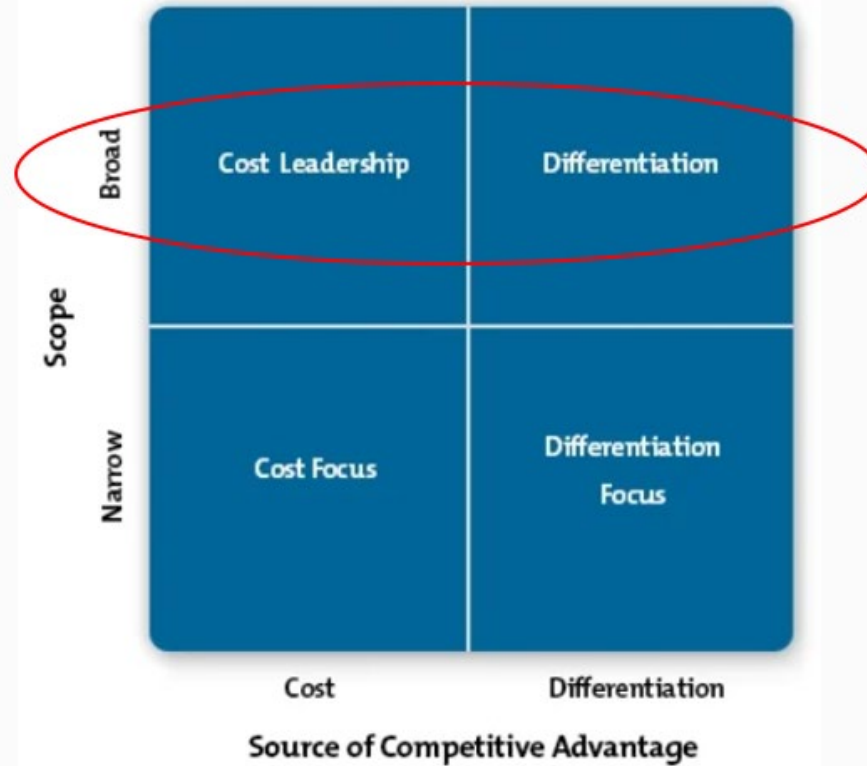 Broad
Cost Leadership
Differentiation
Scope
Narrow
Cost Focus
Differentiation
Focus
Cost
Differentiation
Source of Competitive Advantage